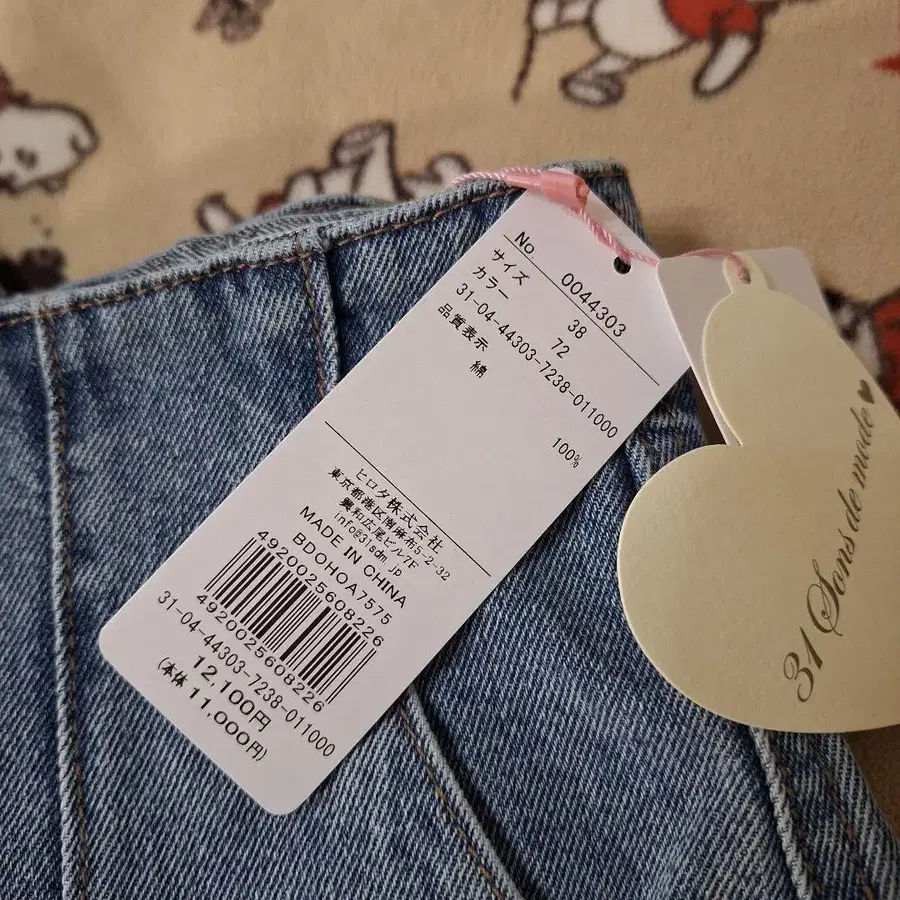 No 0044303
サイズ 38
カラー 72
31-04-44303-7238-011000
品質表示
綿 100%
ヒロタ株式会社
東京都港区南麻布5-2-32
興和広尾ビル7F
info@31sdm.jp
MADE IN CHINA
BDOHOA7575
4920025608226
4920025608226
31-04-44303-7238-011000
12,100円
(本体 11,000円)
31 Sons de mode